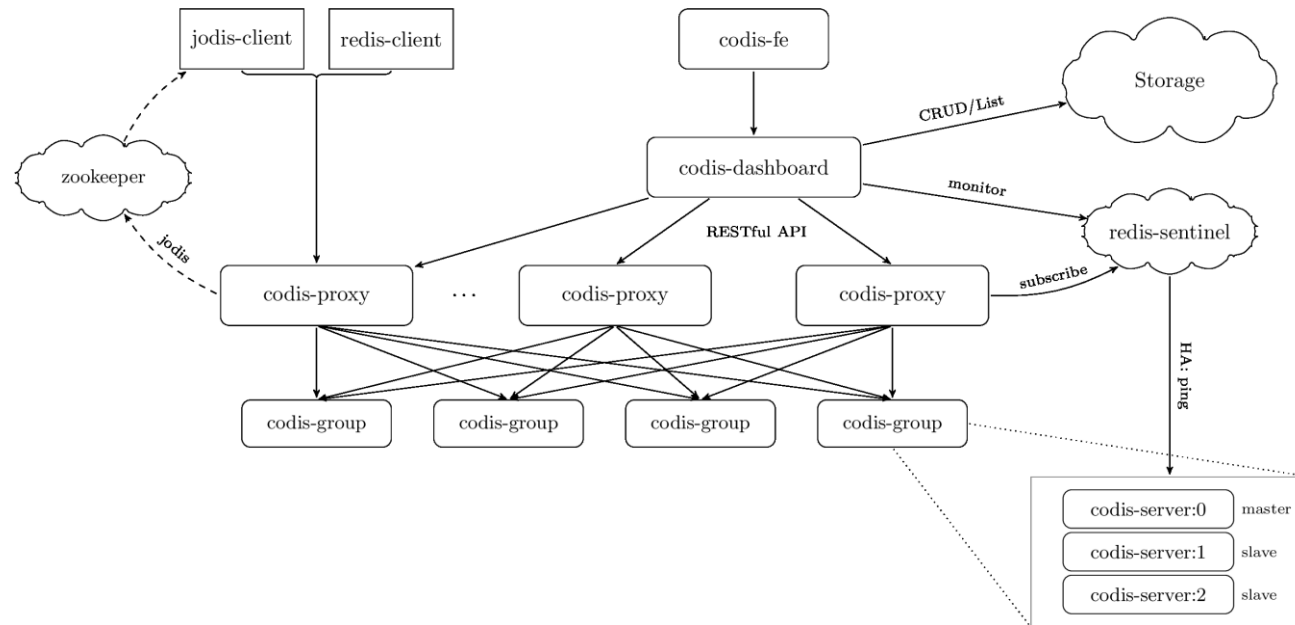 jodis-client
redis-client
codis-fe
Storage
CRUD/List
zookeeper
codis-dashboard
monitor
redis-sentinel
RESTful API
jodis
subscribe
codis-proxy
...
codis-proxy
codis-proxy
HA: ping
codis-group
codis-group
codis-group
codis-group
codis-server:0 master
codis-server:1 slave
codis-server:2 slave